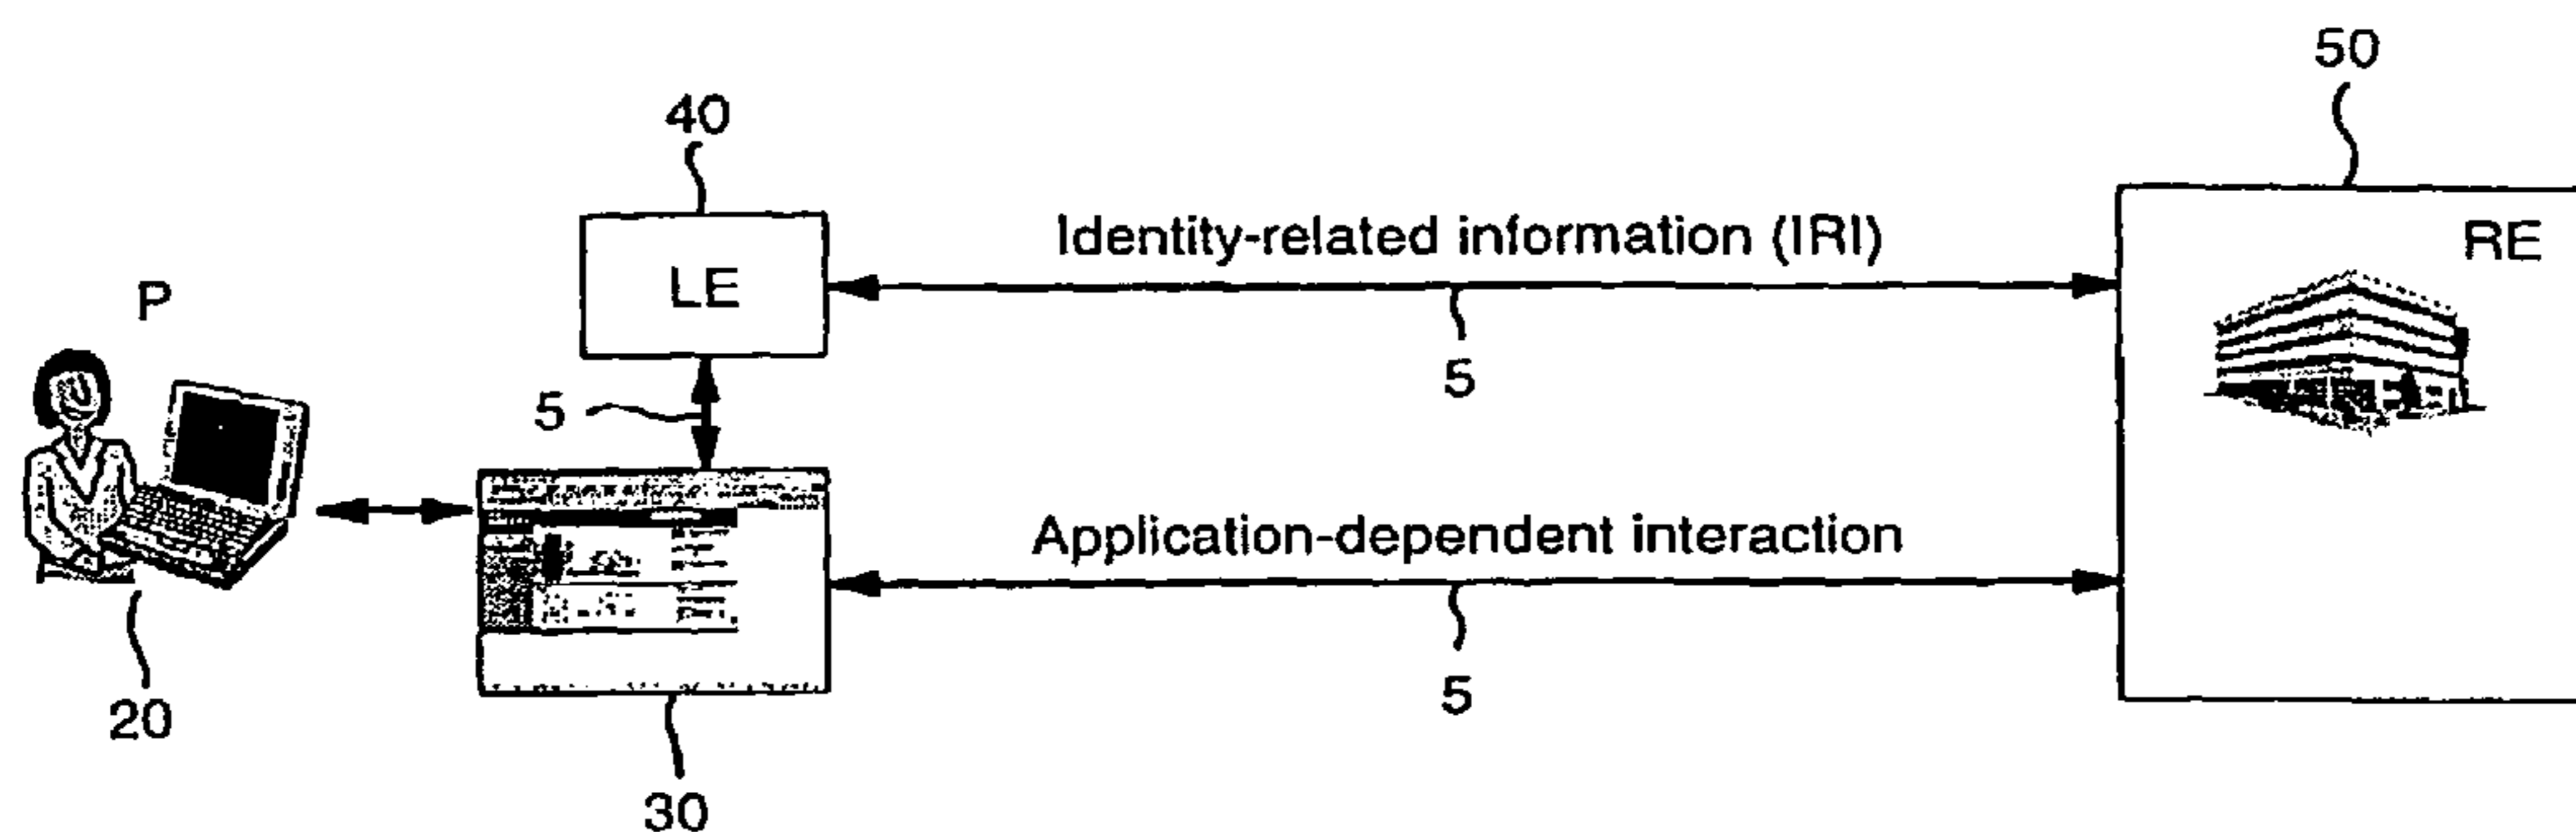 50
40
RE
Identity-related information (IRI)
LE
P
5
5
Application-dependent interaction
5
20
30